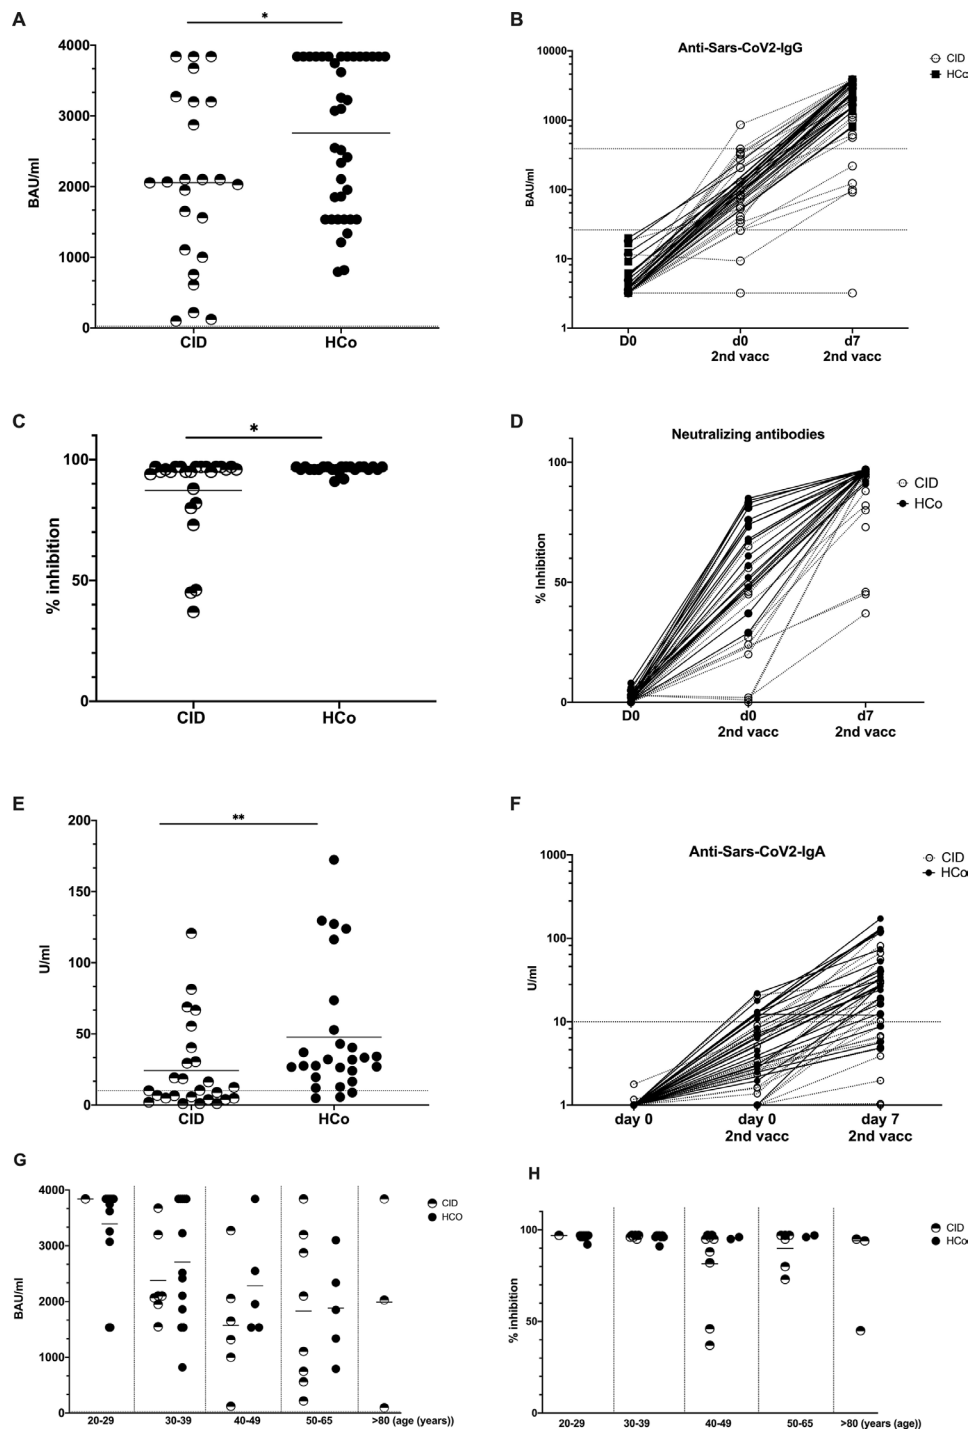 A
*
4000
3000
2000
1000
0
BAU/ml
CID
HCo
B
Anti-Sars-CoV2-IgG
CID
HCo
10000
1000
100
10
1
BAU/ml
D0
d0
2nd vacc
d7
2nd vacc
C
*
100
50
0
% inhibition
CID
HCo
D
Neutralizing antibodies
CID
HCo
100
50
0
% Inhibition
D0
d0
2nd vacc
d7
2nd vacc
E
**
200
150
100
50
0
U/ml
CID
HCo
F
Anti-Sars-CoV2-IgA
CID
HCo
1000
100
10
1
U/ml
day 0
day 0
2nd vacc
day 7
2nd vacc
G
CID
HCO
4000
3000
2000
1000
0
BAU/ml
20-29 30-39 40-49 50-65 >80 (age (years))
H
CID
HCo
100
50
0
% inhibition
20-29 30-39 40-49 50-65 >80 (years (age))